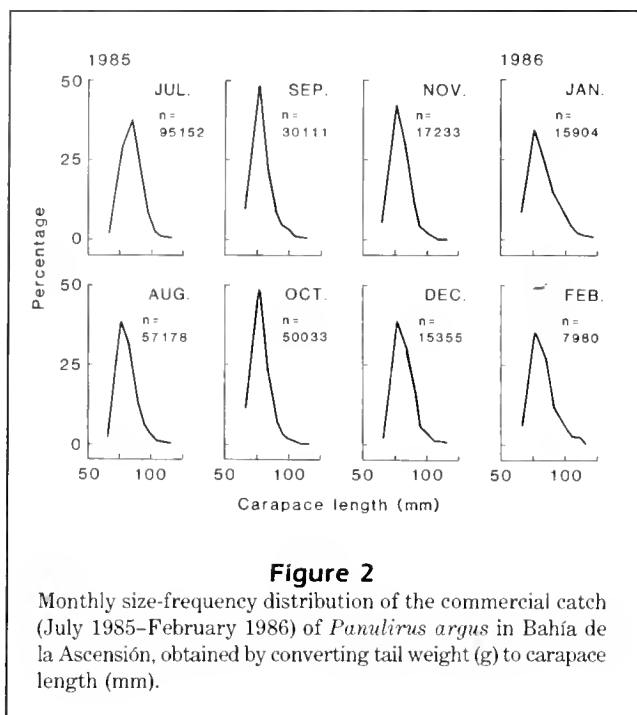 1985 1986
50 JUL. SEP. NOV. JAN.
n= n= n= n=
95152 30111 17233 15904
25
0
Percentage
50 AUG. OCT. DEC. FEB.
n= n= n= n=
57178 50033 15355 7980
25
0
50 100 50 100 50 100 50 100
Carapace length (mm)
Figure 2
Monthly size-frequency distribution of the commercial catch
(July 1985–February 1986) of Panulirus argus in Bahía de
la Ascensión, obtained by converting tail weight (g) to carapace
length (mm).